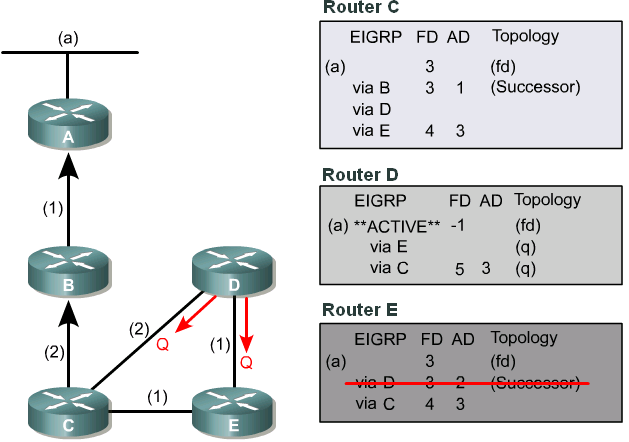 (a)
A
(1)
B
D
(2)
(2)
Q
(1)
Q
C
(1)
E
Router C
EIGRP FD AD Topology
(a) 3 (fd)
via B 3 1 (Successor)
via D
via E 4 3
Router D
EIGRP FD AD Topology
(a) **ACTIVE** -1 (fd)
via E (q)
via C 5 3 (q)
Router E
EIGRP FD AD Topology
(a) 3 (fd)
via D 3 2 (Successor)
via C 4 3